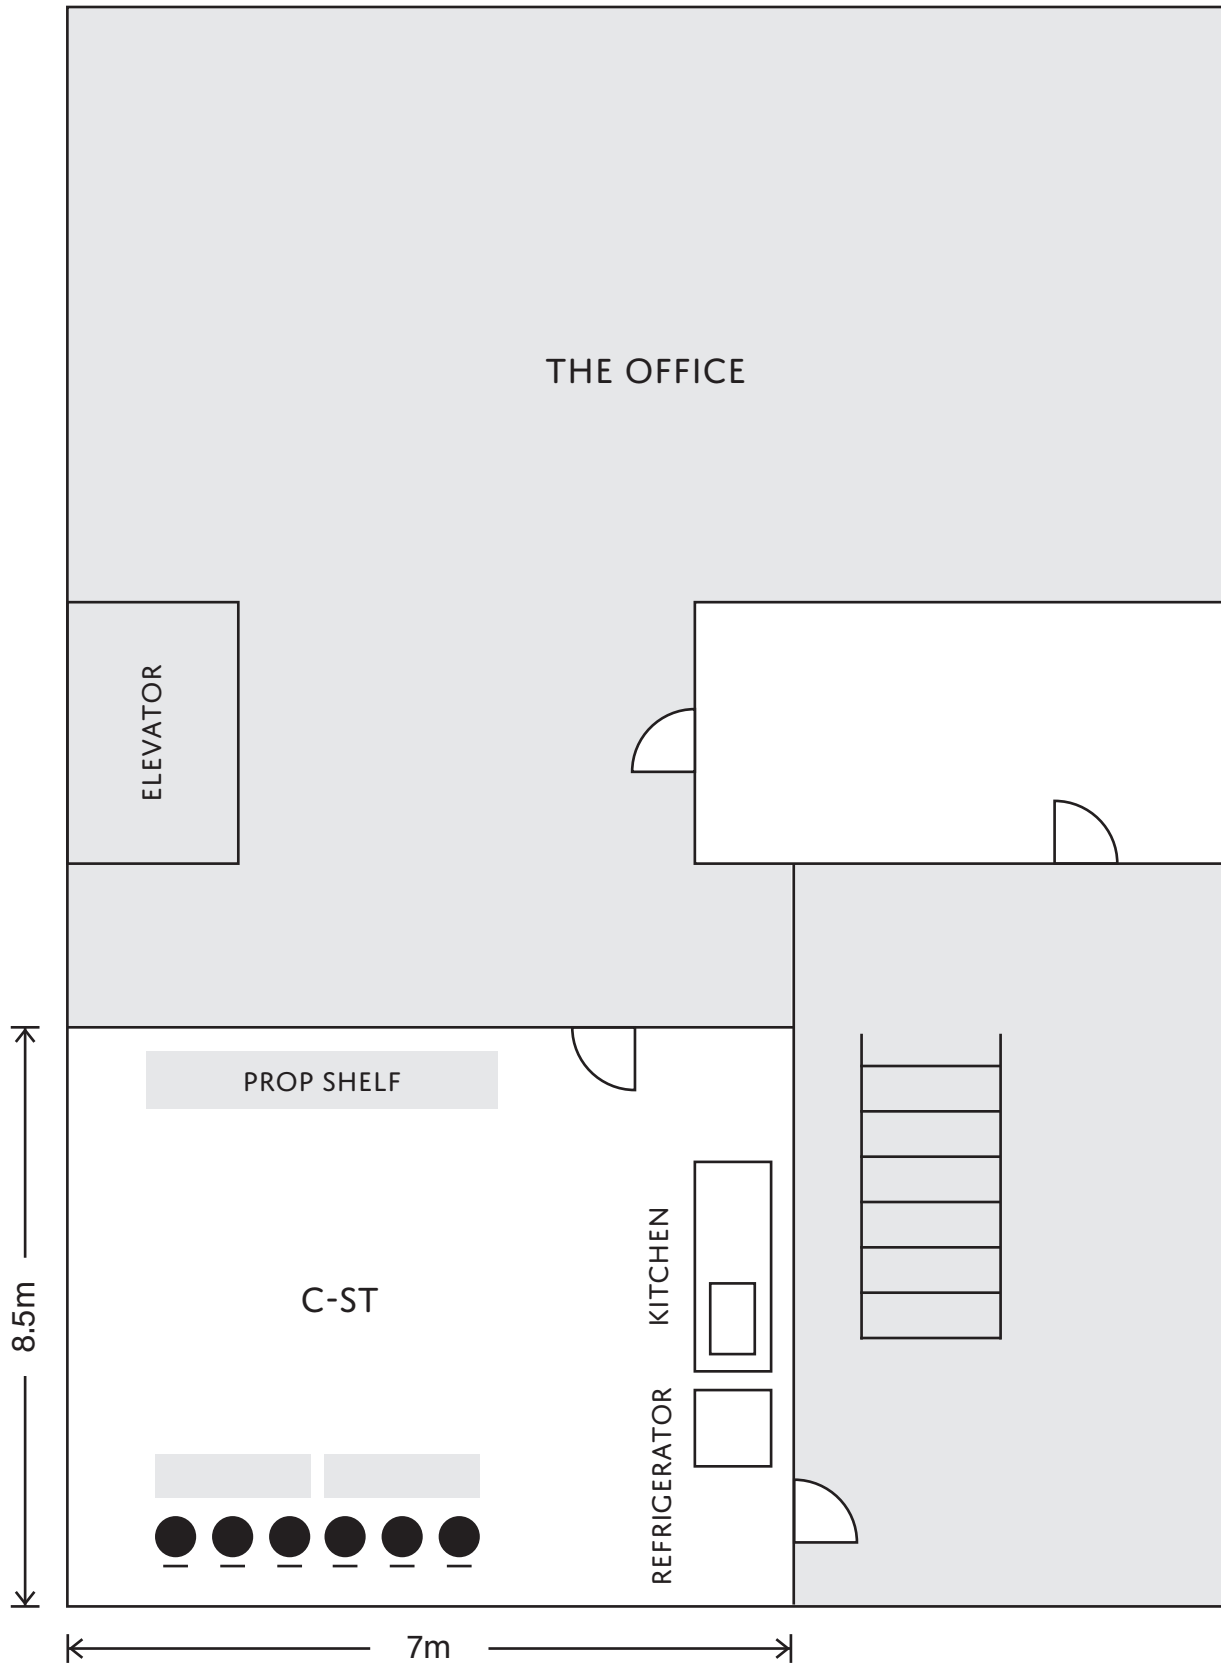 THE OFFICE
ELEVATOR
PROP SHELF
KITCHEN
C-ST
8.5m
REFRIGERATOR
7m